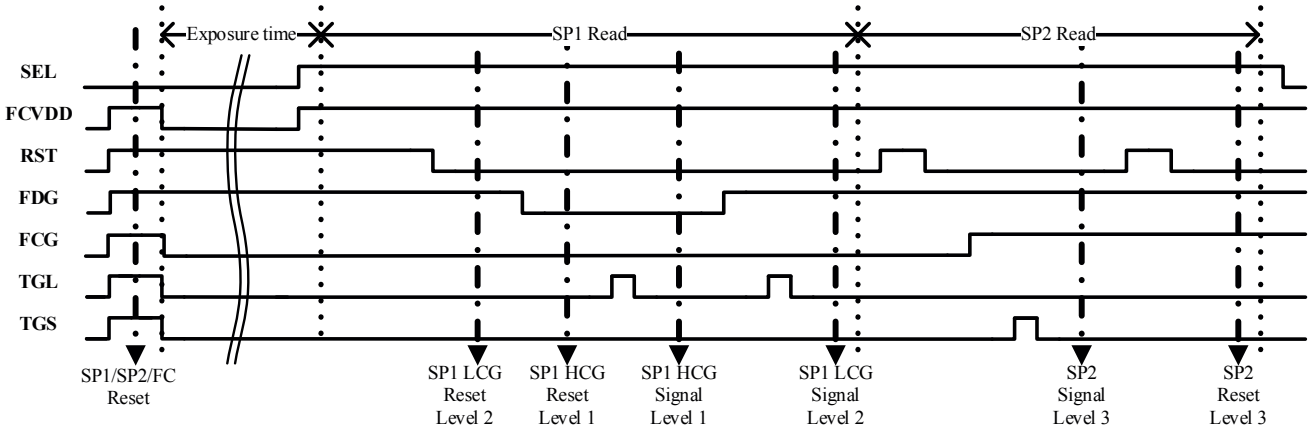 Exposure time
SP1 Read
SP2 Read
SEL
FCVDD
RST
FDG
FCG
TGL
TGS
SP1/SP2/FC
Reset
SP1 LCG
Reset
Level 2
SP1 HCG
Reset
Level 1
SP1 HCG
Signal
Level 1
SP1 LCG
Signal
Level 2
SP2
Signal
Level 3
SP2
Reset
Level 3